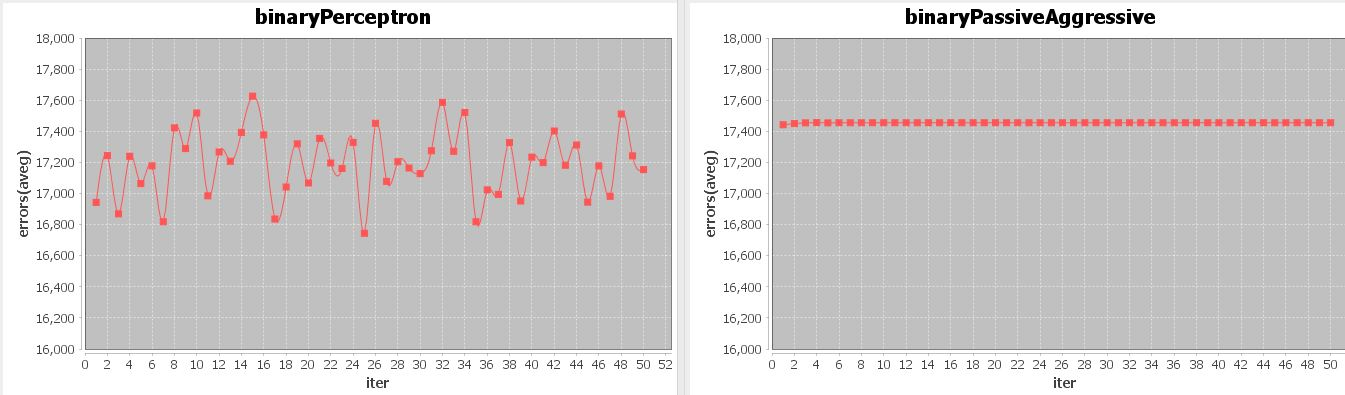 binaryPerceptron
18,000
17,800
17,600
17,400
17,200
17,000
16,800
16,600
16,400
16,200
16,000
errors(aveg)
0 2 4 6 8 10 12 14 16 18 20 22 24 26 28 30 32 34 36 38 40 42 44 46 48 50 52
iter
binaryPassiveAggressive
18,000
17,800
17,600
17,400
17,200
17,000
16,800
16,600
16,400
16,200
16,000
errors(aveg)
0 2 4 6 8 10 12 14 16 18 20 22 24 26 28 30 32 34 36 38 40 42 44 46 48 50
iter